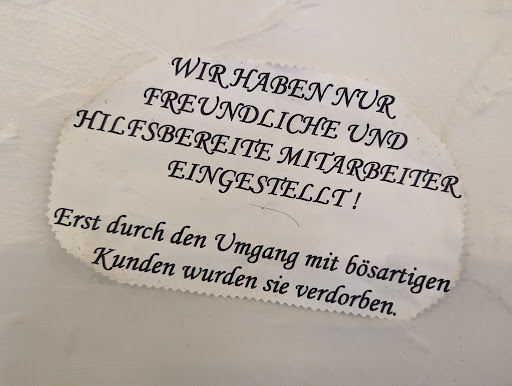 WIR HABEN NUR
FREUNDLICHE UND
HILFSBEREITE MITARBEITER
EINGESTELLT !
Erst durch den Umgang mit bösartigen
Kunden wurden sie verdorben.